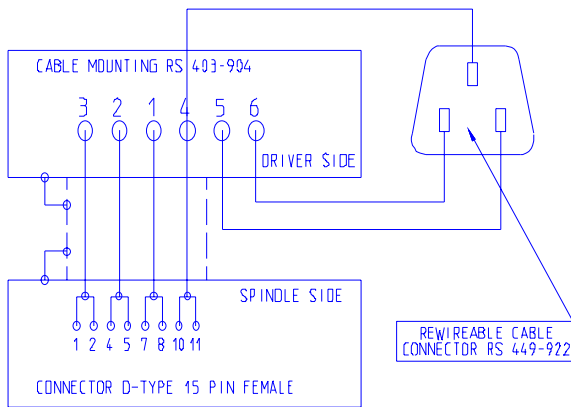 CABLE MOUNTING RS 403-904
3 2 1 4 5 6
DRIVER SIDE
SPINDLE SIDE
1 2 4 5 7 8 10 11
CONNECTOR D-TYPE 15 PIN FEMALE
REWIREABLE CABLE
CONNECTOR RS 449-922